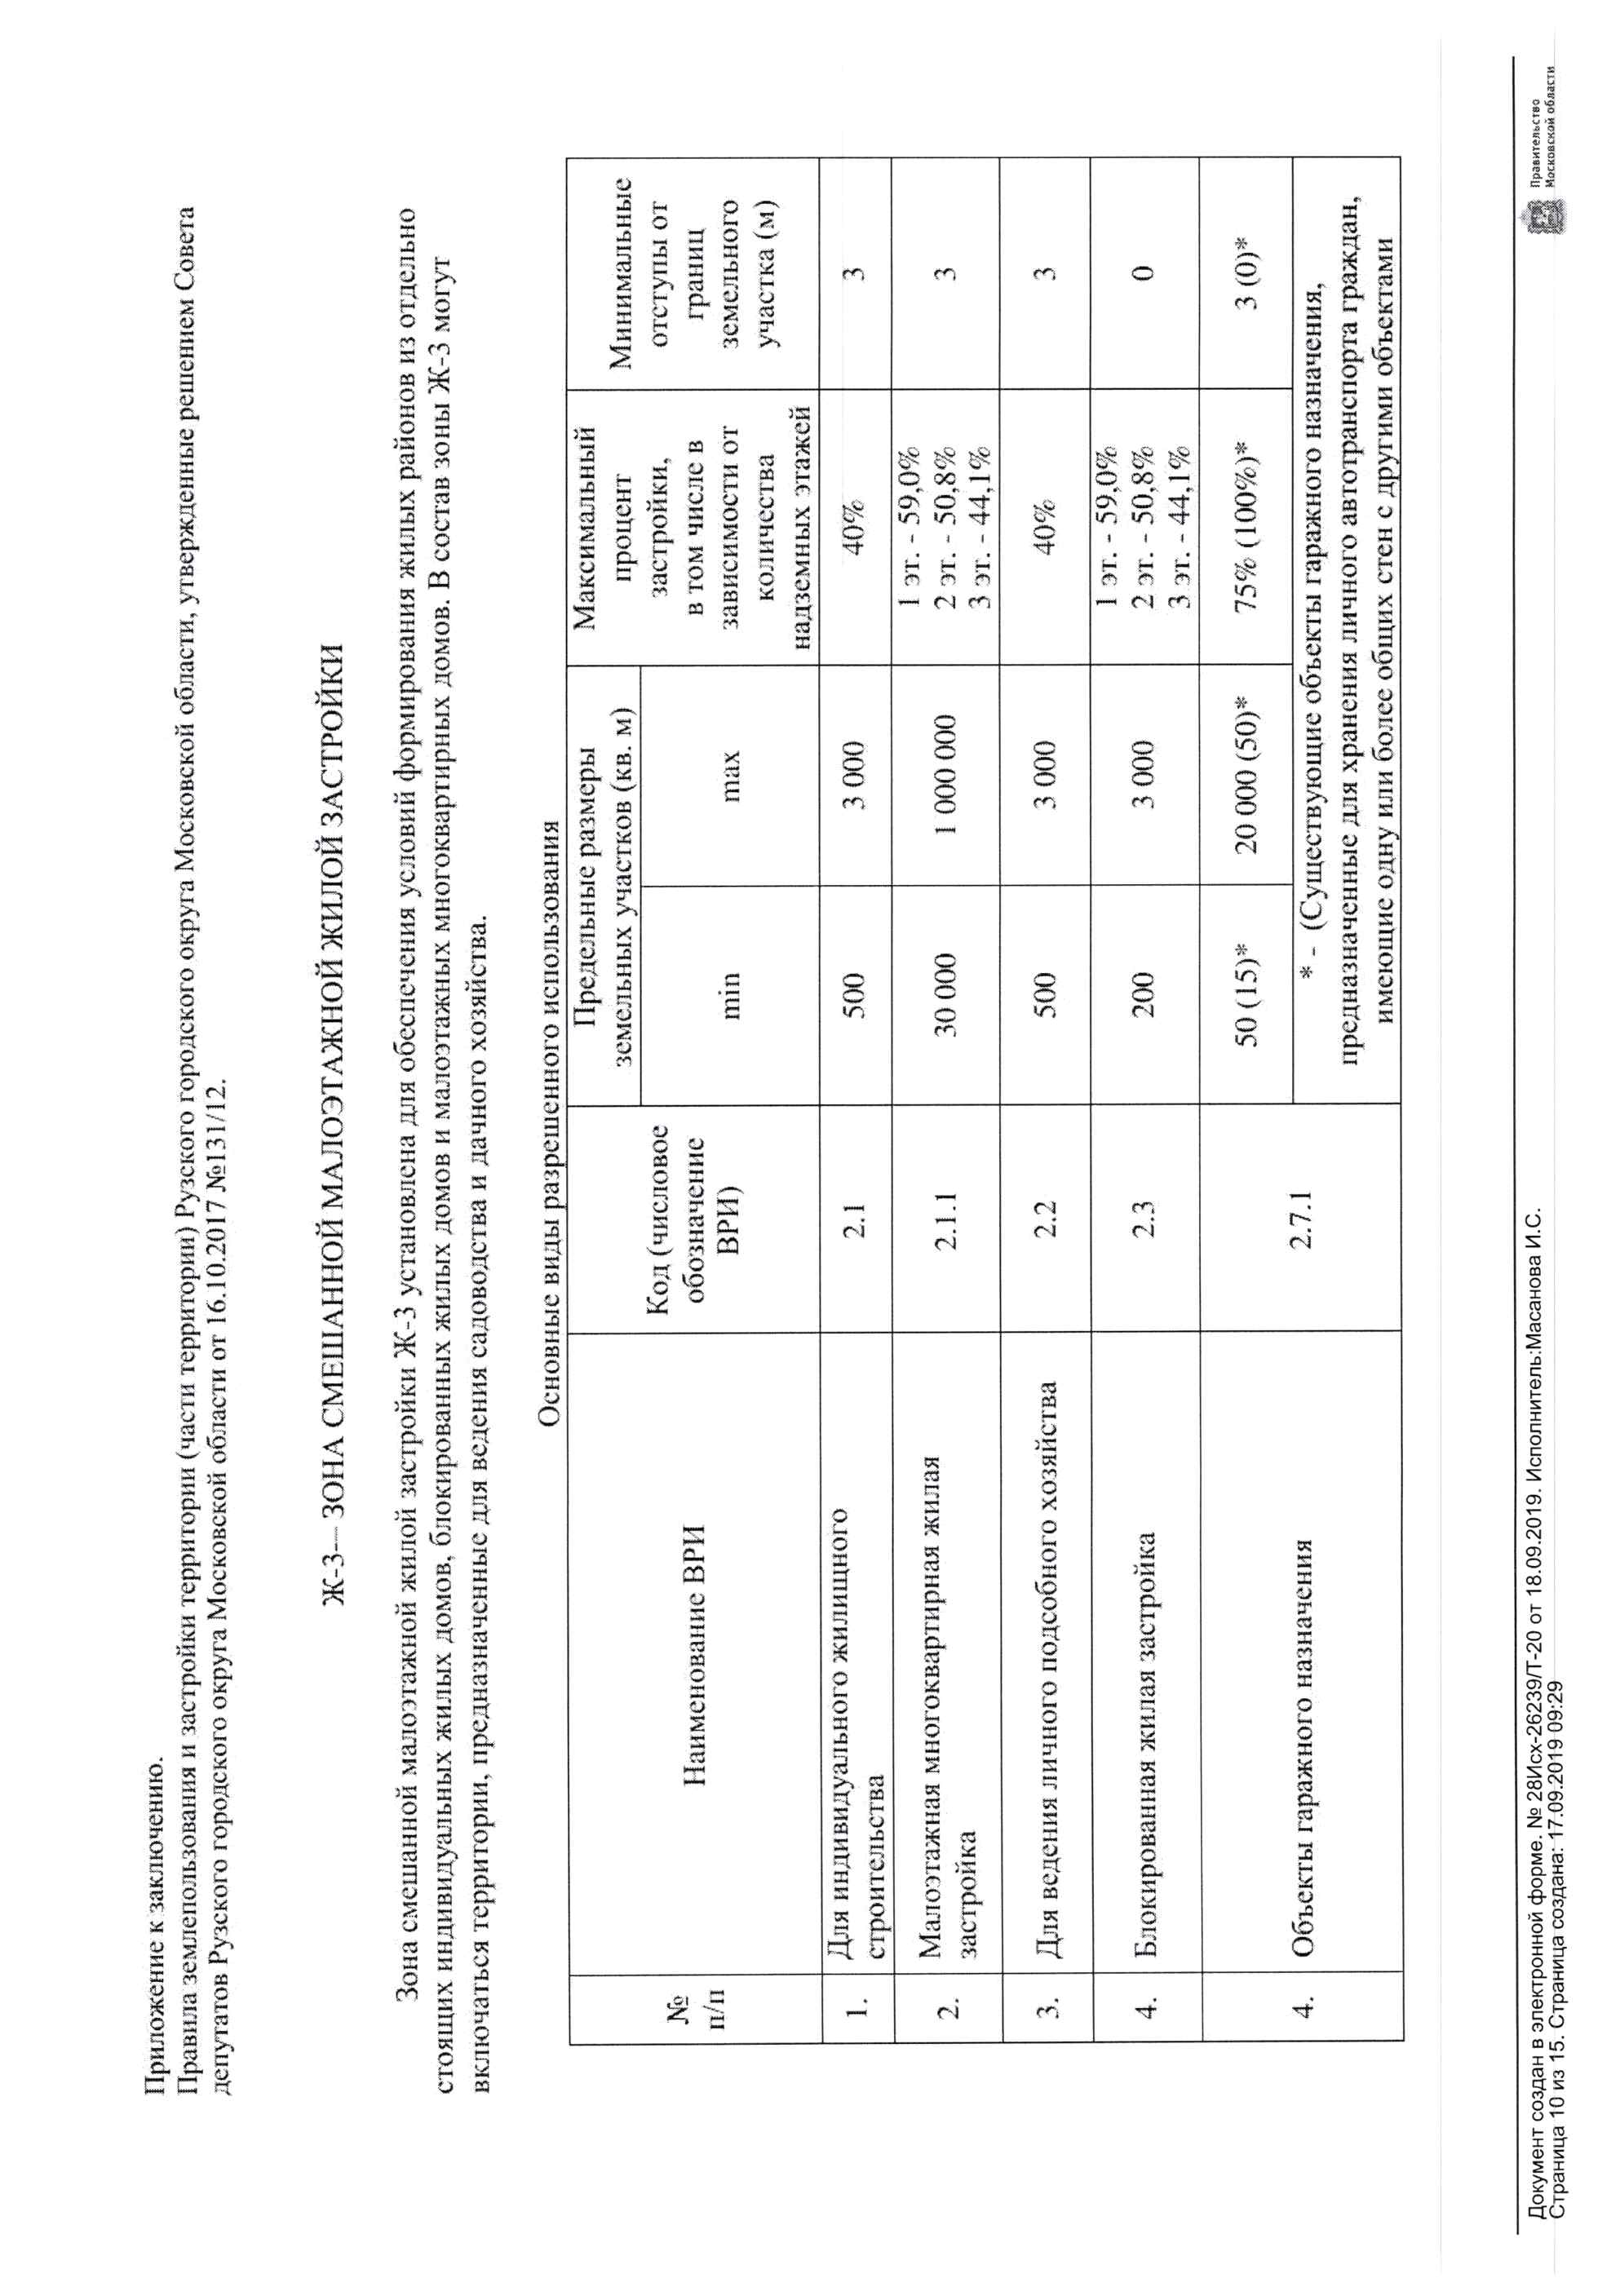 Приложение к заключению.
Правила землепользования и застройки территории (части территории) Рузского городского округа Московской области, утвержденные решением Совета
депутатов Рузского городского округа Московской области от 16.10.2017 №131/12.
Ж-3— ЗОНА СМЕШАННОЙ МАЛОЭТАЖНОЙ ЖИЛОЙ ЗАСТРОЙКИ
Зона смешанной малоэтажной жилой застройки Ж-3 установлена для обеспечения условий формирования жилых районов из отдельно
стоящих индивидуальных жилых домов, блокированных жилых домов и малоэтажных многоквартирных домов. В состав зоны Ж-3 могут
включаться территории, предназначенные для ведения садоводства и дачного хозяйства.
Основные виды разрешенного использования
№
п/п
Наименование ВРИ
Код (числовое
обозначение
ВРИ)
Предельные размеры
земельных участков (кв. м)
min
max
Максимальный
процент
застройки,
в том числе в
зависимости от
количества
надземных этажей
Минимальные
отступы от
границ
земельного
участка (м)
1.
Для индивидуального жилищного
строительства
2.1
500
3 000
40%
3
2.
Малоэтажная многоквартирная жилая
застройка
2.1.1
30 000
1 000 000
1 эт. - 59,0%
2 эт. - 50,8%
3 эт. - 44,1%
3
3.
Для ведения личного подсобного хозяйства
2.2
500
3 000
40%
3
4.
Блокированная жилая застройка
2.3
200
3 000
1 эт. - 59,0%
2 эт. - 50,8%
3 эт. - 44,1%
0
4.
Объекты гаражного назначения
2.7.1
50 (15)*
20 000 (50)*
75% (100%)*
3 (0)*
* - (Существующие объекты гаражного назначения,
предназначенные для хранения личного автотранспорта граждан,
имеющие одну или более общих стен с другими объектами
Документ создан в электронной форме. № 28Исх-26239/Т-20 от 18.09.2019. Исполнитель:Масанова И.С.
Страница 10 из 15. Страница создана: 17.09.2019 09:29
Правительство
Московской области